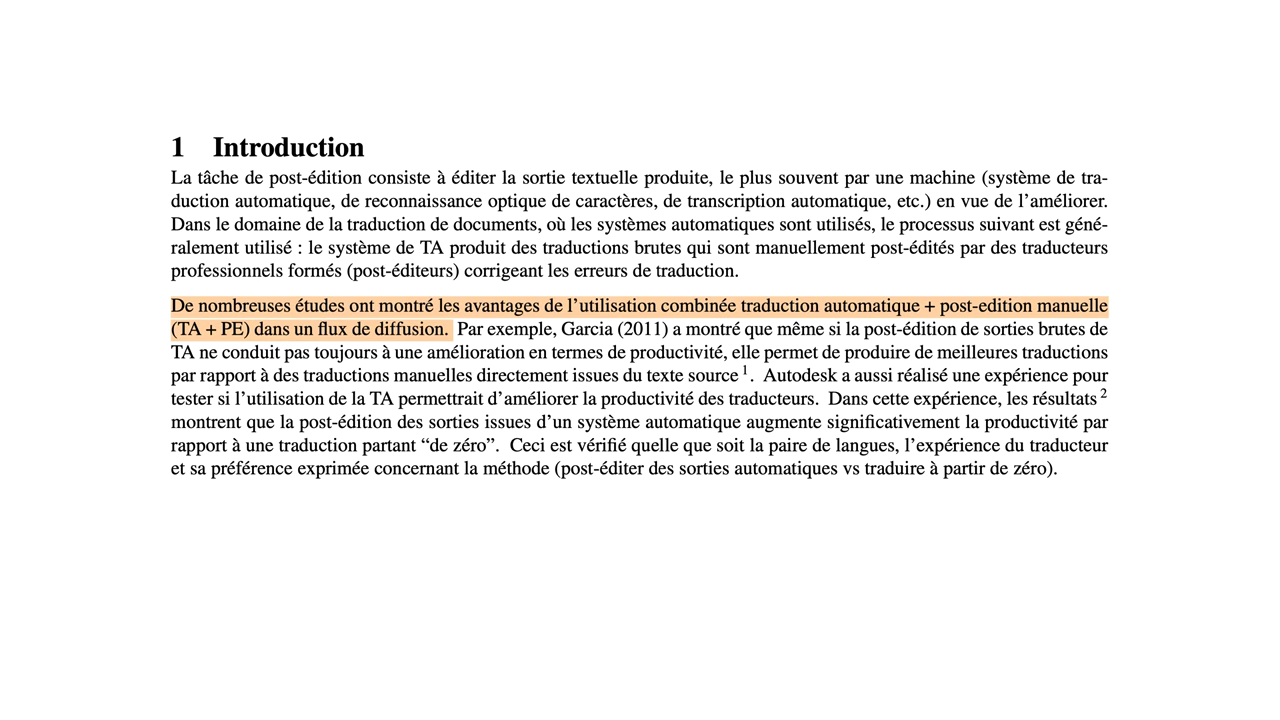 1 Introduction
La tâche de post-édition consiste à éditer la sortie textuelle produite, le plus souvent par une machine (système de tra-
duction automatique, de reconnaissance optique de caractères, de transcription automatique, etc.) en vue de l’améliorer.
Dans le domaine de la traduction de documents, où les systèmes automatiques sont utilisés, le processus suivant est géné-
ralement utilisé : le système de TA produit des traductions brutes qui sont manuellement post-édités par des traducteurs
professionnels formés (post-éditeurs) corrigeant les erreurs de traduction.
De nombreuses études ont montré les avantages de l’utilisation combinée traduction automatique + post-edition manuelle
(TA + PE) dans un flux de diffusion. Par exemple, Garcia (2011) a montré que même si la post-édition de sorties brutes de
TA ne conduit pas toujours à une amélioration en termes de productivité, elle permet de produire de meilleures traductions
par rapport à des traductions manuelles directement issues du texte source 1. Autodesk a aussi réalisé une expérience pour
tester si l’utilisation de la TA permettrait d’améliorer la productivité des traducteurs. Dans cette expérience, les résultats 2
montrent que la post-édition des sorties issues d’un système automatique augmente significativement la productivité par
rapport à une traduction partant “de zéro”. Ceci est vérifié quelle que soit la paire de langues, l’expérience du traducteur
et sa préférence exprimée concernant la méthode (post-éditer des sorties automatiques vs traduire à partir de zéro).